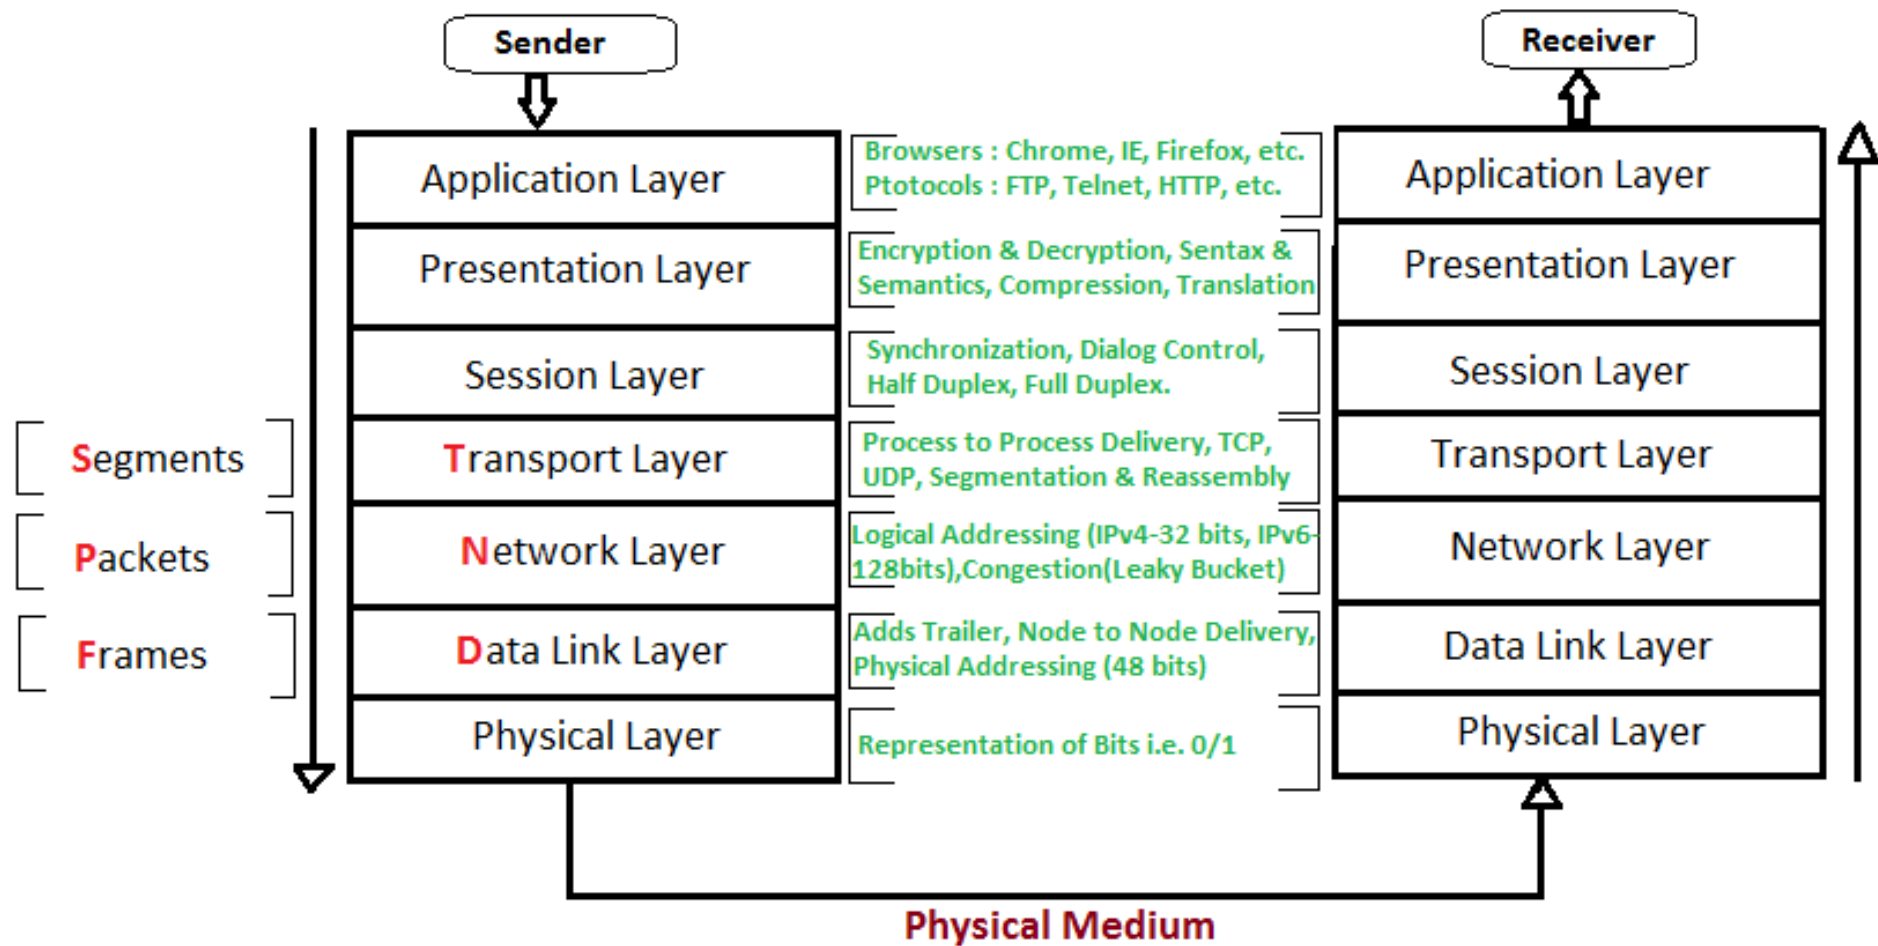 Sender
Receiver
Application Layer
Browsers : Chrome, IE, Firefox, etc.
Ptotocols : FTP, Telnet, HTTP, etc.
Application Layer
Presentation Layer
Encryption & Decryption, Sentax &
Semantics, Compression, Translation
Presentation Layer
Session Layer
Synchronization, Dialog Control,
Half Duplex, Full Duplex.
Session Layer
Segments
Transport Layer
Process to Process Delivery, TCP,
UDP, Segmentation & Reassembly
Transport Layer
Packets
Network Layer
Logical Addressing (IPv4-32 bits, IPv6-
128bits),Congestion(Leaky Bucket)
Network Layer
Frames
Data Link Layer
Adds Trailer, Node to Node Delivery,
Physical Addressing (48 bits)
Data Link Layer
Physical Layer
Representation of Bits i.e. 0/1
Physical Layer
Physical Medium